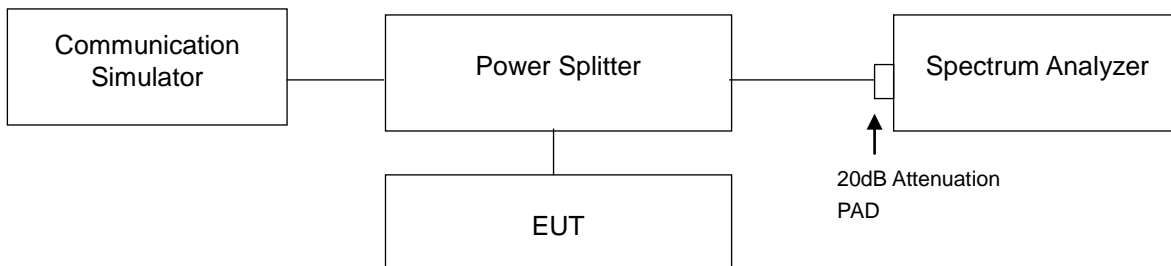 Communication
Simulator
Power Splitter
Spectrum Analyzer
20dB Attenuation
PAD
EUT